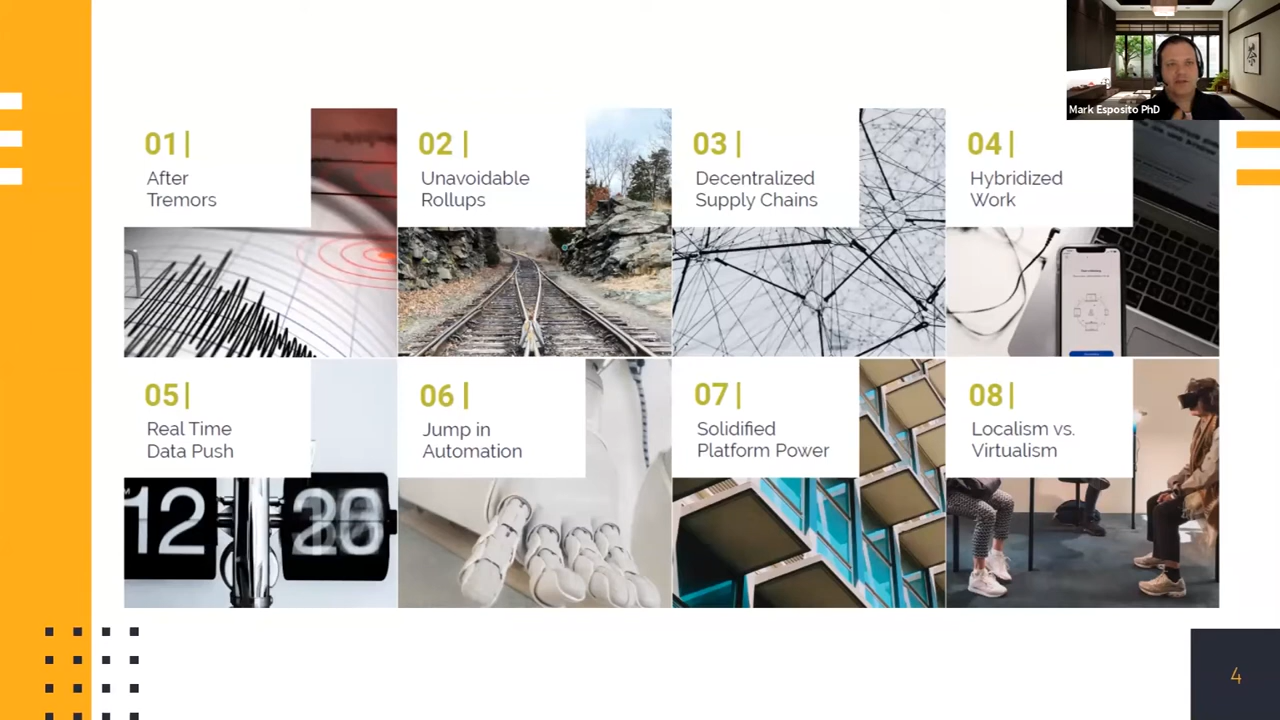 Mark Esposito PhD
01|
After
Tremors
02|
Unavoidable
Rollups
03|
Decentralized
Supply Chains
04|
Hybridized
Work
05|
Real Time
Data Push
12
06|
Jump in
Automation
07|
Solidified
Platform Power
08|
Localism vs.
Virtualism
4